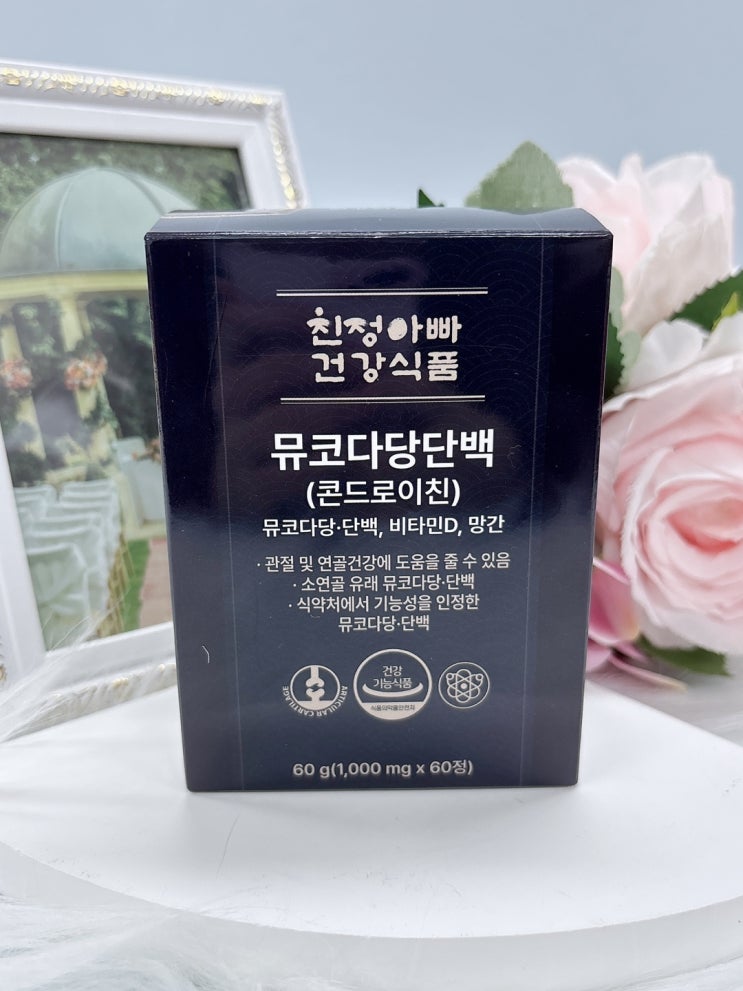 친정아빠
건강식품
뮤코다당단백
(콘드로이친)
뮤코다당·단백, 비타민D, 망간
· 관절 및 연골건강에 도움을 줄 수 있음
· 소연골 유래 뮤코다당·단백
· 식약처에서 기능성을 인정한
뮤코다당·단백
ARTICULAR CARTILAGE
건강
기능식품
식품의약품안전처
60 g(1,000 mg x 60정)